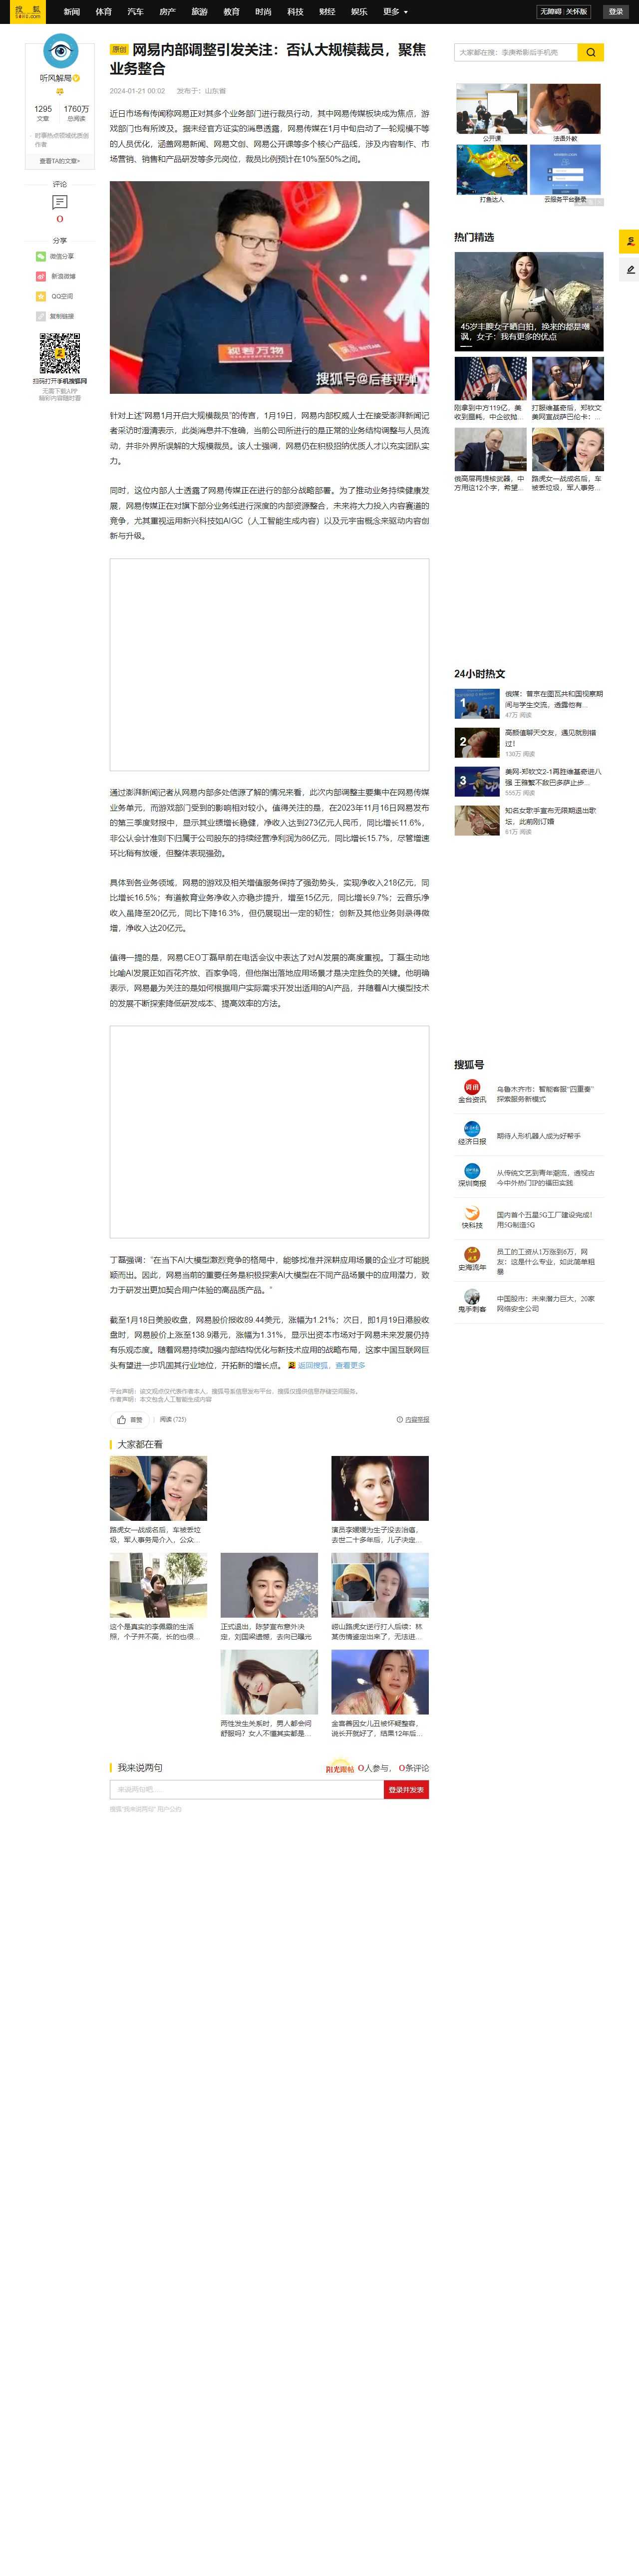 搜狐
sohu.com
新闻 体育 汽车 房产 旅游 教育 时尚 科技 财经 娱乐 更多
无障碍 关怀版
登录
听风解局
1295 1760万
文章 总阅读
时事热点领域优质创
作者
查看TA的文章>
评论
0
分享
微信分享
新浪微博
QQ空间
复制链接
扫码打开手机搜狐网
无需下载APP
精彩内容随时看
原创 网易内部调整引发关注：否认大规模裁员，聚焦
业务整合
2024-01-21 00:02 发布于：山东省
近日市场有传闻称网易正对其多个业务部门进行裁员行动，其中网易传媒板块成为焦点，游
戏部门也有所波及。据未经官方证实的消息透露，网易传媒在1月中旬启动了一轮规模不等
的人员优化，涵盖网易新闻、网易文创、网易公开课等多个核心产品线，涉及内容制作、市
场营销、销售和产品研发等多元岗位，裁员比例预计在10%至50%之间。
观看万物
搜狐号@后巷评弹
针对上述“网易1月开启大规模裁员”的传言，1月19日，网易内部权威人士在接受澎湃新闻记
者采访时澄清表示，此类消息并不准确，当前公司所进行的是正常的业务结构调整与人员流
动，并非外界所误解的大规模裁员。该人士强调，网易仍在积极招纳优质人才以充实团队实
力。
同时，这位内部人士透露了网易传媒正在进行的部分战略部署。为了推动业务持续健康发
展，网易传媒正在对旗下部分业务线进行深度的内部资源整合，未来将大力投入内容赛道的
竞争，尤其重视运用新兴科技如AIGC（人工智能生成内容）以及元宇宙概念来驱动内容创
新与升级。
通过澎湃新闻记者从网易内部多处信源了解的情况来看，此次内部调整主要集中在网易传媒
业务单元，而游戏部门受到的影响相对较小。值得关注的是，在2023年11月16日网易发布
的第三季度财报中，显示其业绩增长稳健，净收入达到273亿元人民币，同比增长11.6%，
非公认会计准则下归属于公司股东的持续经营净利润为86亿元，同比增长15.7%，尽管增速
环比稍有放缓，但整体表现强劲。
具体到各业务领域，网易的游戏及相关增值服务保持了强劲势头，实现净收入218亿元，同
比增长16.5%；有道教育业务净收入亦稳步提升，增至15亿元，同比增长9.7%；云音乐净
收入虽降至20亿元，同比下降16.3%，但仍展现出一定的韧性；创新及其他业务则录得微
增，净收入达20亿元。
值得一提的是，网易CEO丁磊早前在电话会议中表达了对AI发展的高度重视。丁磊生动地
比喻AI发展正如百花齐放、百家争鸣，但他指出落地应用场景才是决定胜负的关键。他明确
表示，网易最为关注的是如何根据用户实际需求开发出适用的AI产品，并随着AI大模型技术
的发展不断探索降低研发成本、提高效率的方法。
丁磊强调：“在当下AI大模型激烈竞争的格局中，能够找准并深耕应用场景的企业才可能脱
颖而出。因此，网易当前的重要任务是积极探索AI大模型在不同产品场景中的应用潜力，致
力于研发出更加契合用户体验的高品质产品。”
截至1月18日美股收盘，网易股价报收89.44美元，涨幅为1.21%；次日，即1月19日港股收
盘时，网易股价上涨至138.9港元，涨幅为1.31%，显示出资本市场对于网易未来发展仍持
有乐观态度。随着网易持续加强内部结构优化与新技术应用的战略布局，这家中国互联网巨
头有望进一步巩固其行业地位，开拓新的增长点。 返回搜狐，查看更多
平台声明：该文观点仅代表作者本人，搜狐号系信息发布平台，搜狐仅提供信息存储空间服务。
作者声明：本文包含人工智能生成内容
首赞 阅读 (723) 内容举报
大家都在看
路虎女一战成名后，车被丢垃
圾，军人事务局介入，公众...
演员李媛媛为生子没去治癌，
去世二十多年后，儿子决定...
这个是真实的李佩霞的生活
照，个子并不高，长的也很...
正式退出，陈梦宣布意外决
定，刘国梁遗憾，去向已曝光
崂山路虎女逆行打人后续：林
某伤情鉴定出来了，无法进...
两性发生关系时，男人都会问
舒服吗？女人不懂其实都是...
金喜善因女儿丑被怀疑整容，
说长开就好了，结果12年后...
我来说两句
阳光跟帖 0人参与， 0条评论
来说两句吧......
登录并发表
搜狐“我来说两句” 用户公约
大家都在搜：李庚希影后手机亮
公开课 法语外教
打鱼达人 云服务平台登录
热门精选
45岁丰腴女子晒自拍，换来的都是嘲
讽，女子：我有更多的优点
刚拿到中方119亿，美
收到噩耗，中企欲抛...
打服维基奇后，郑钦文
美网宣战萨巴伦卡：...
俄高层再提核武器，中
方用这12个字，希望...
路虎女一战成名后，车
被丢垃圾，军人事务...
24小时热文
1
俄媒：普京在图瓦共和国视察期
间与学生交流，透露他有...
47万 阅读
2
高颜值聊天交友，遇见就别错
过！
130万 阅读
3
美网-郑钦文2-1再胜维基奇进八
强 王雅繁不敌巴多萨止步...
555万 阅读
知名女歌手宣布无限期退出歌
坛，此前刚订婚
61万 阅读
搜狐号
金台资讯
乌鲁木齐市：智能客服“四重奏”
探索服务新模式
经济日报
期待人形机器人成为好帮手
深圳商报
从传统文艺到青年潮流，透视古
今中外热门IP的福田实践
快科技
国内首个五星5G工厂建设完成！
用5G制造5G
史海流年
员工的工资从1万涨到6万，网
友：这是什么专业，如此简单粗
暴
鬼手刺客
中国股市：未来潜力巨大，20家
网络安全公司